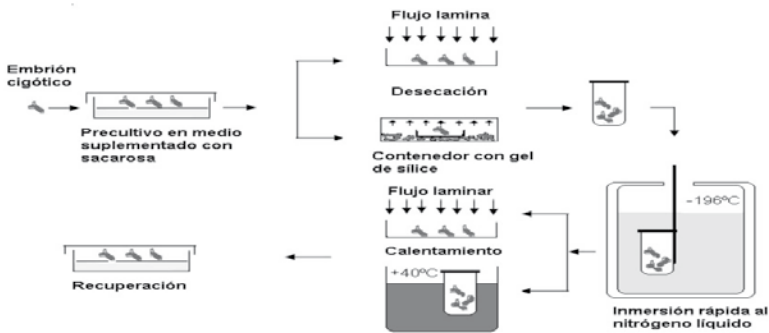 Flujo lamina
Embrión
cigótico
Precultivo en medio
suplementado con
sacarosa
Desecación
Contenedor con gel
de sílice
-196ºC
Inmersión rápida al
nitrógeno líquido
Flujo laminar
Calentamiento
+40ºC
Recuperación